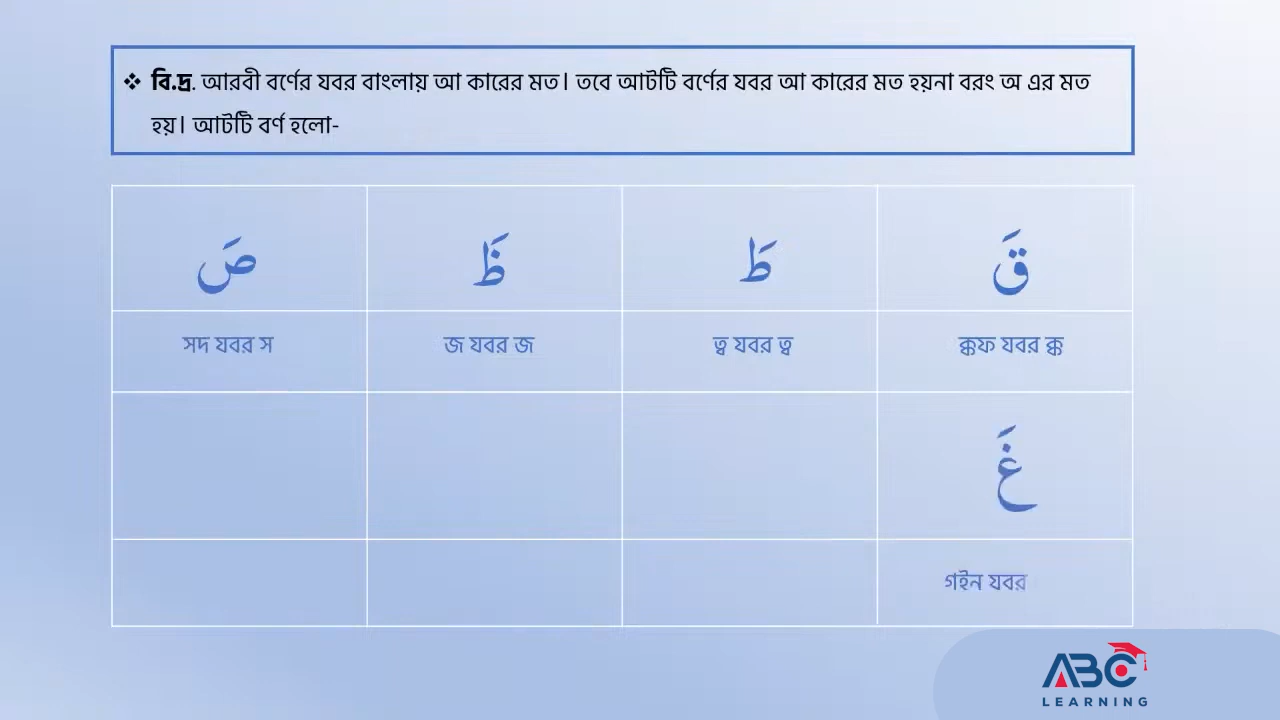 ❖ বি.দ্র. আরবী বর্ণের যবর বাংলায় আ কারের মত। তবে আটটি বর্ণের যবর আ কারের মত হয়না বরং অ এর মত
হয়। আটটি বর্ণ হলো-
صَ ظَ طَ قَ
সদ যবর স জ যবর জ ত্ব যবর ত্ব ক্বফ যবর ক্ব
غَ
গইন যবর
ABC
LEARNING